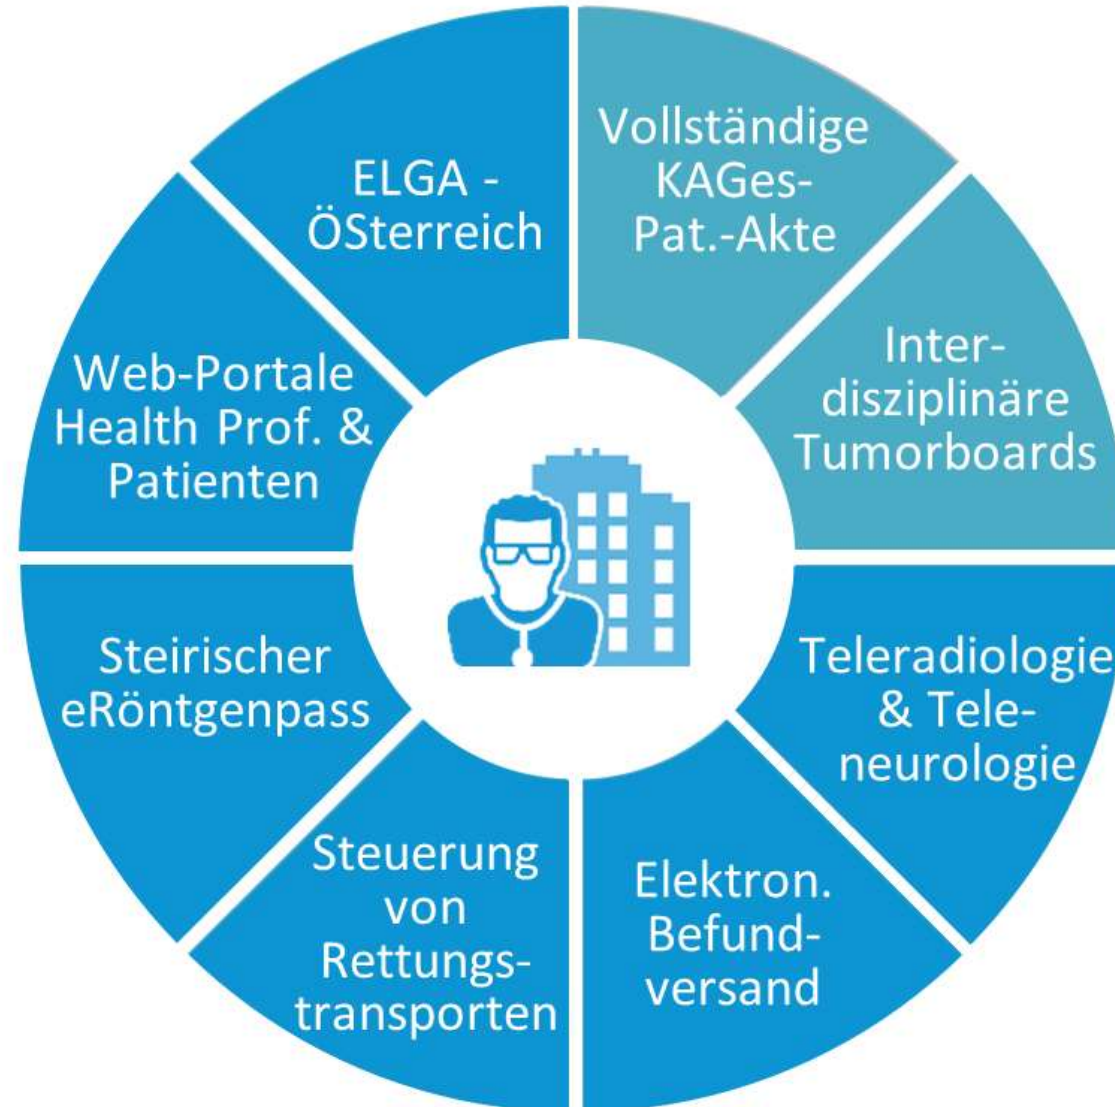 Vollständige
KAGes-
Pat.-Akte
Inter-
disziplinäre
Tumorboards
Teleradiologie
& Tele-
neurologie
Elektron.
Befund-
versand
Steuerung
von
Rettungs-
transporten
Steirischer
eRöntgenpass
Web-Portale
Health Prof. &
Patienten
ELGA -
ÖSterreich